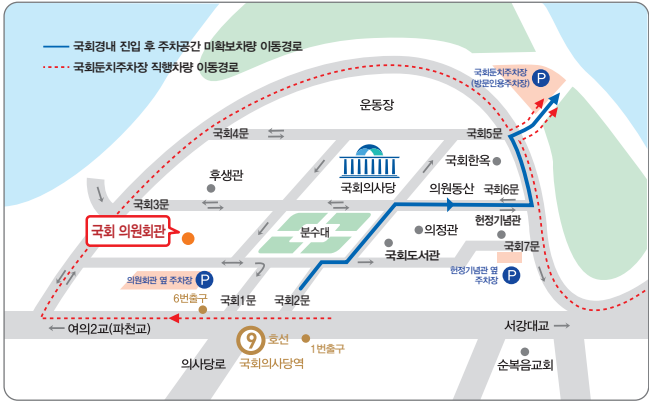 국회경내 진입 후 주차공간 미확보차량 이동경로
국회둔치주차장 직행차량 이동경로
국회둔치주차장
(방문인용주차장)
P
운동장
국회4문
국회5문
국회한옥
후생관
국회의사당
의원동산
국회6문
국회3문
헌정기념관
국회 의원회관
분수대
의정관
국회도서관
국회7문
의원회관 옆 주차장
P
헌정기념관 옆
주차장
P
6번출구
국회1문
국회2문
여의2교(파천교)
서강대교
9
호선
1번출구
의사당로
국회의사당역
순복음교회